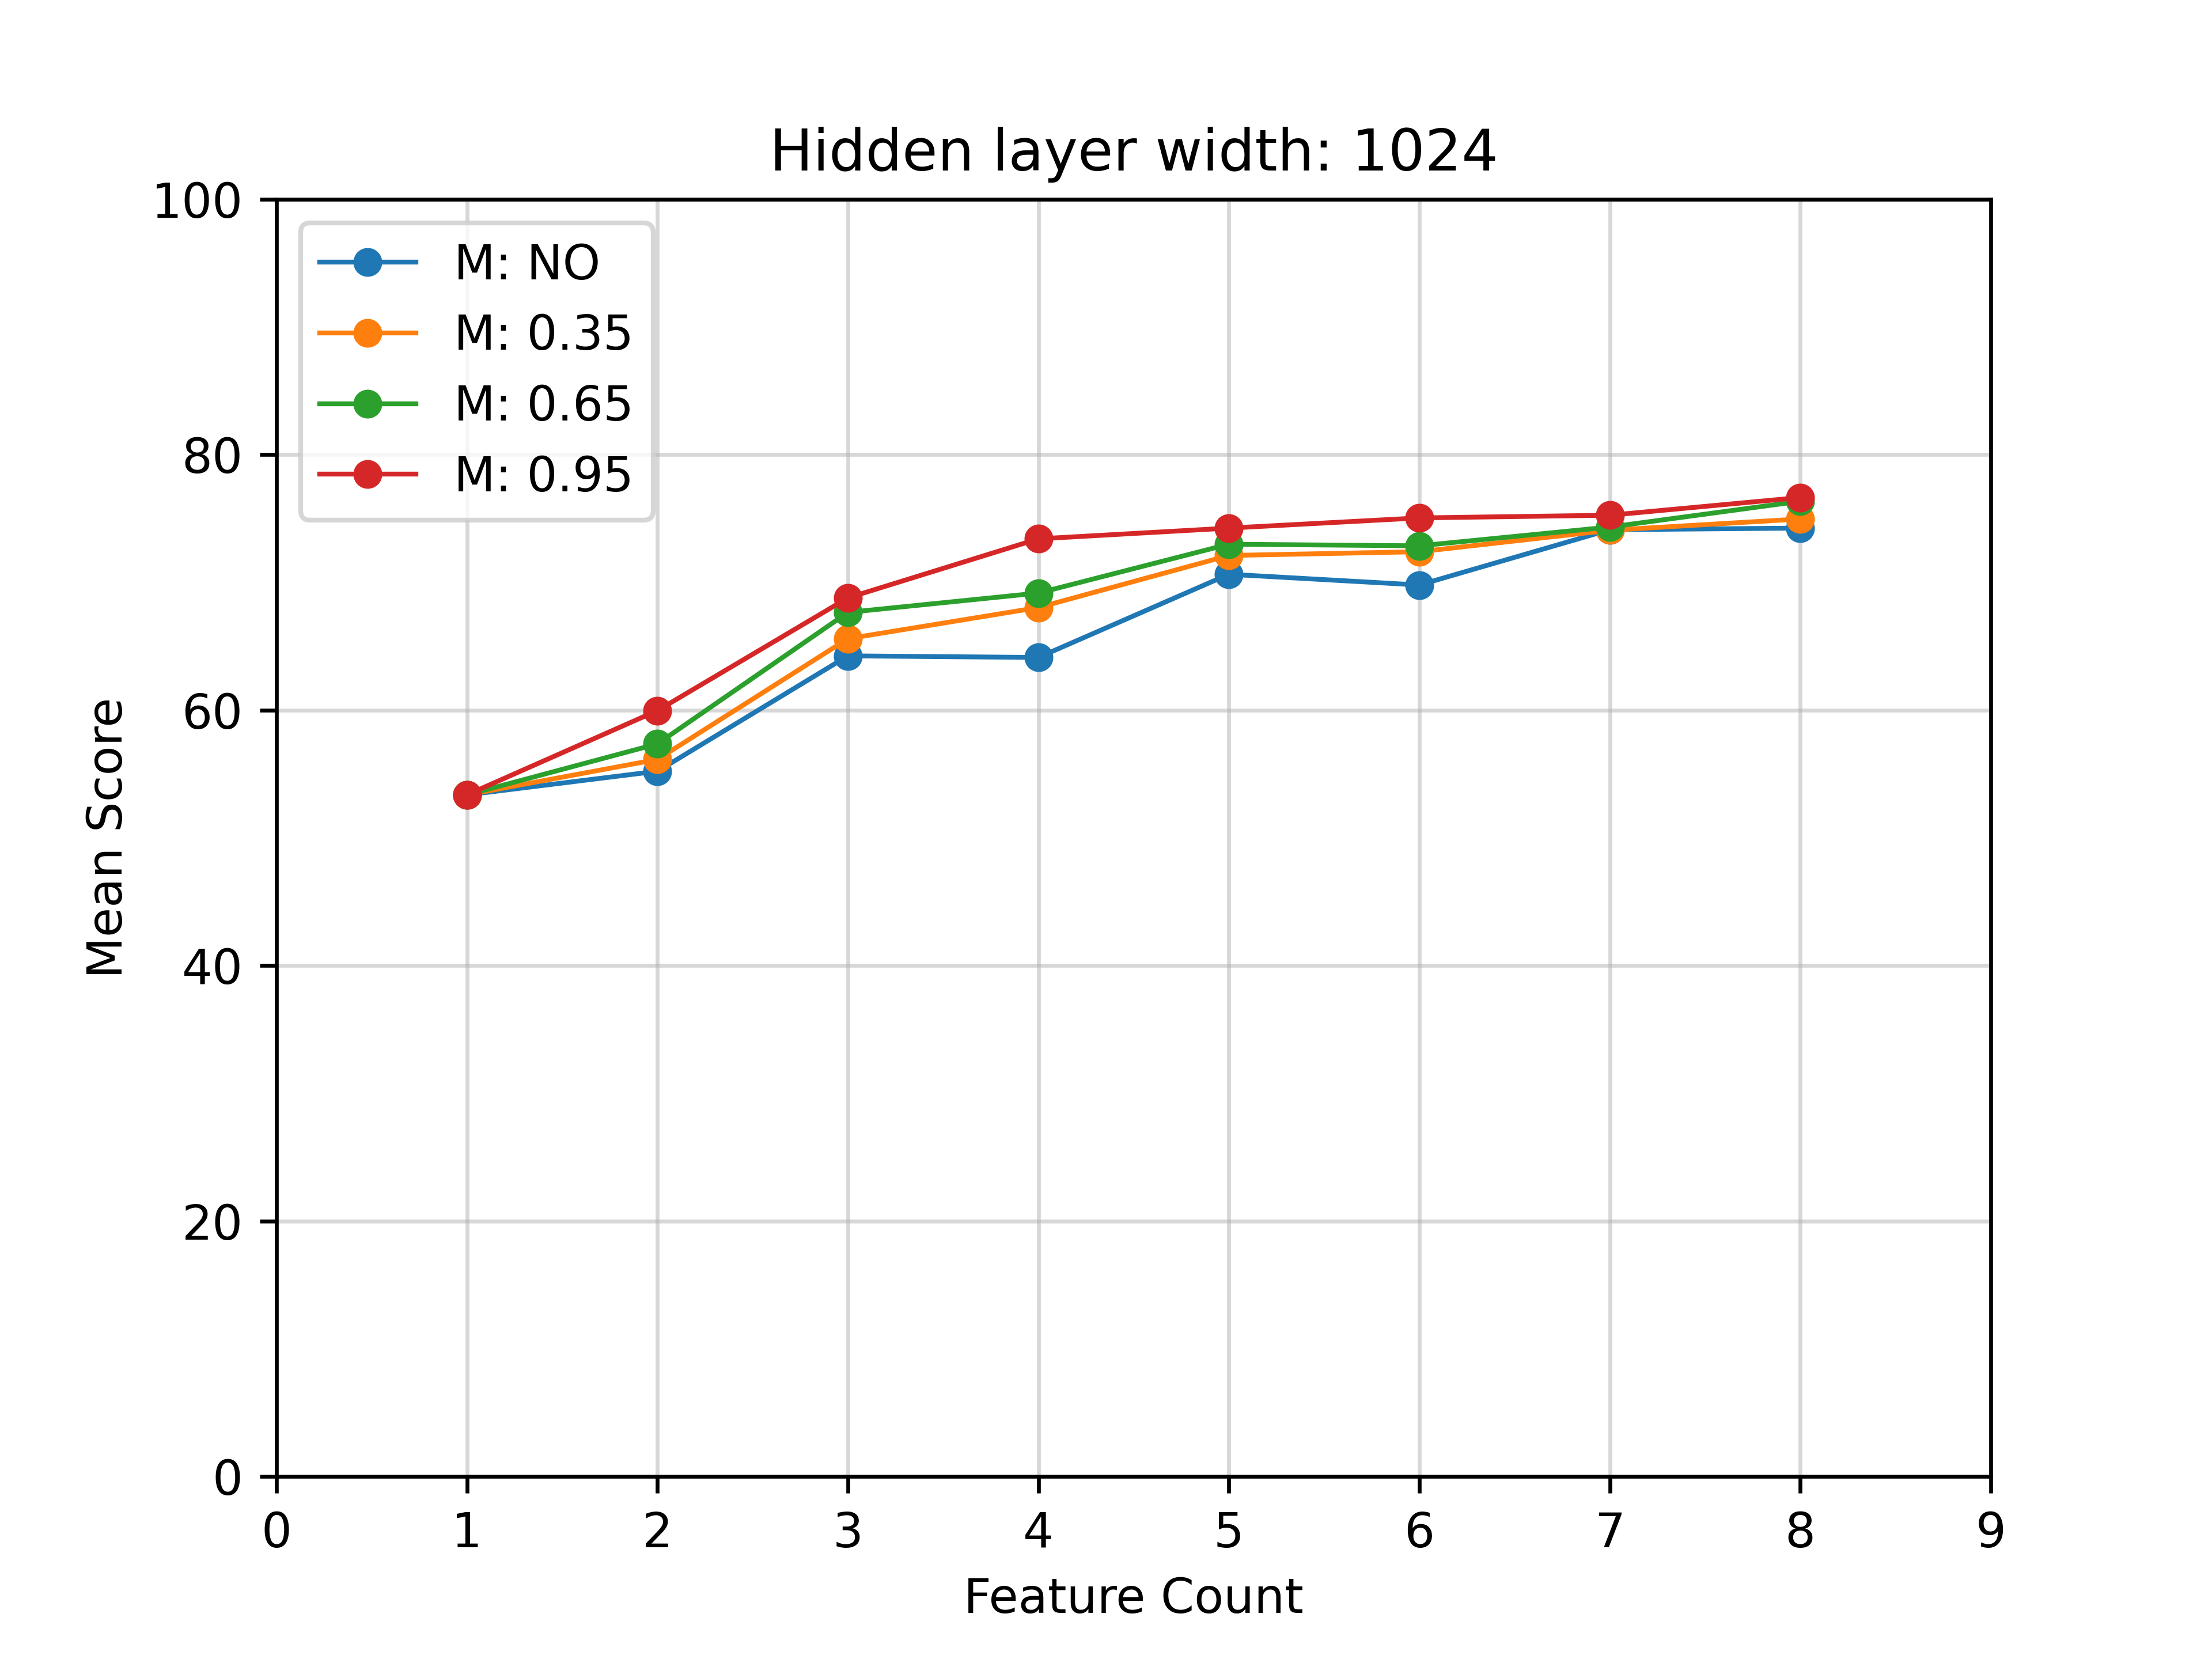 Hidden layer width: 1024
100
80
60
40
20
0
M: NO
M: 0.35
M: 0.65
M: 0.95
Mean Score
0 1 2 3 4 5 6 7 8 9
Feature Count